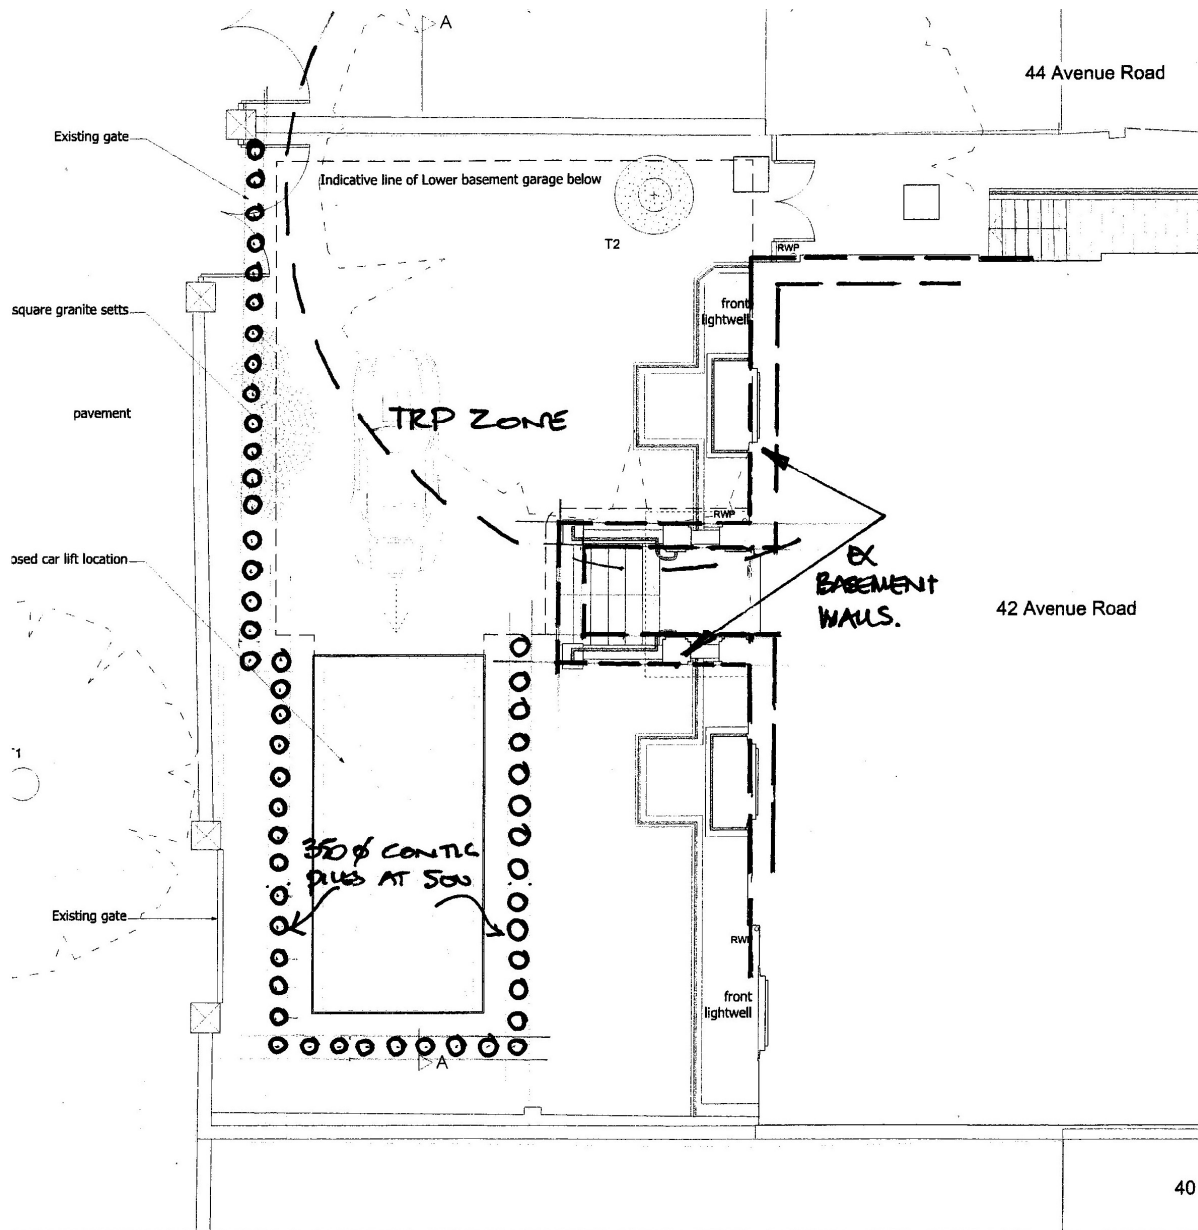 A
44 Avenue Road
Existing gate
Indicative line of Lower basement garage below
T2
RWP
square granite setts
front
lightwell
pavement
TRP ZONE
RWP
osed car lift location
EX
BASEMENT
WALLS.
42 Avenue Road
1
350 φ CONTIG
PILES AT 500
Existing gate
RWP
front
lightwell
A
40